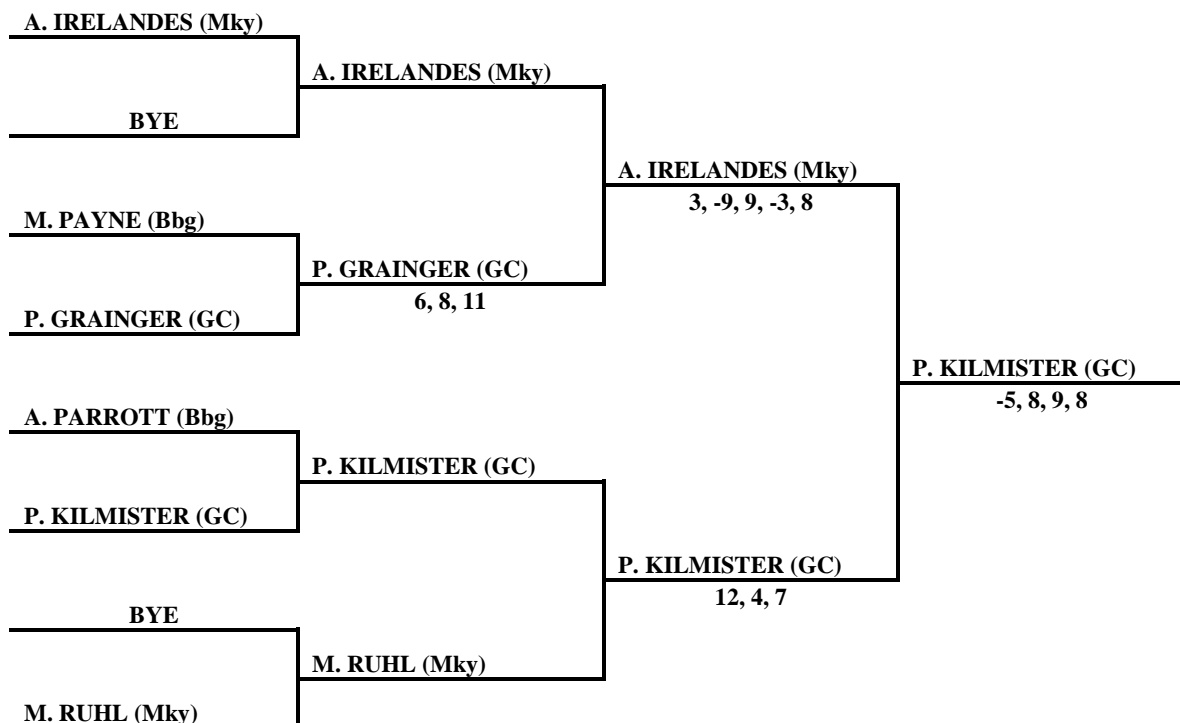 A. IRELANDES (Mky)
A. IRELANDES (Mky)
BYE
A. IRELANDES (Mky)
3, -9, 9, -3, 8
M. PAYNE (Bbg)
P. GRAINGER (GC)
6, 8, 11
P. GRAINGER (GC)
P. KILMISTER (GC)
-5, 8, 9, 8
A. PARROTT (Bbg)
P. KILMISTER (GC)
P. KILMISTER (GC)
P. KILMISTER (GC)
12, 4, 7
BYE
M. RUHL (Mky)
M. RUHL (Mky)